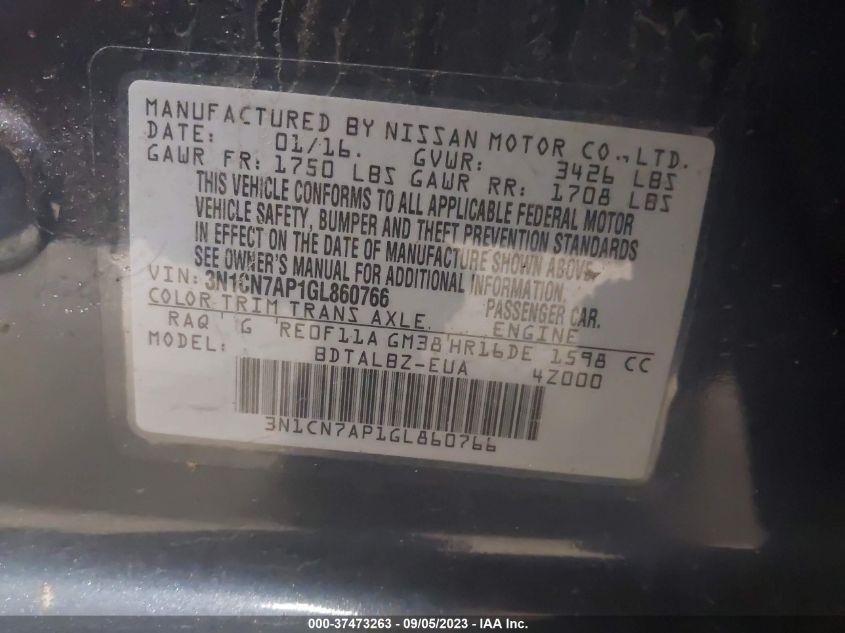 MANUFACTURED BY NISSAN MOTOR CO., LTD.
DATE: 01/16. GVWR: 3426 LBS
GAWR FR: 1750 LBS GAWR RR: 1708 LBS
THIS VEHICLE CONFORMS TO ALL APPLICABLE FEDERAL MOTOR
VEHICLE SAFETY, BUMPER AND THEFT PREVENTION STANDARDS
IN EFFECT ON THE DATE OF MANUFACTURE SHOWN ABOVE.
SEE OWNER'S MANUAL FOR ADDITIONAL INFORMATION.
VIN: 3N1CN7AP1GL860766 PASSENGER CAR.
COLOR TRIM TRANS AXLE ENGINE
RAQ ' G RE0F11A GM38 HR16DE 1598 CC
MODEL: BDTALBZ-EUA 4Z000
3N1CN7AP1GL860766
000-37473263 - 09/05/2023 - IAA Inc.